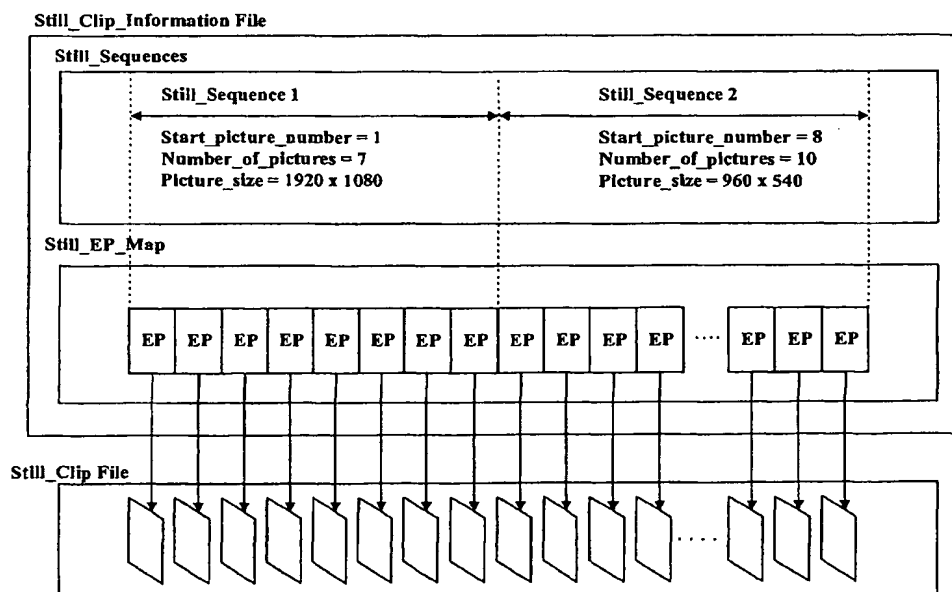 Still_Clip_Information File
Still_Sequences
Still_Sequence 1
Start_picture_number = 1
Number_of_pictures = 7
Picture_size = 1920 x 1080
Still_Sequence 2
Start_picture_number = 8
Number_of_pictures = 10
Picture_size = 960 x 540
Still_EP_Map
EP EP EP EP EP EP EP EP EP EP EP EP ···· EP EP EP
Still_Clip File
·····